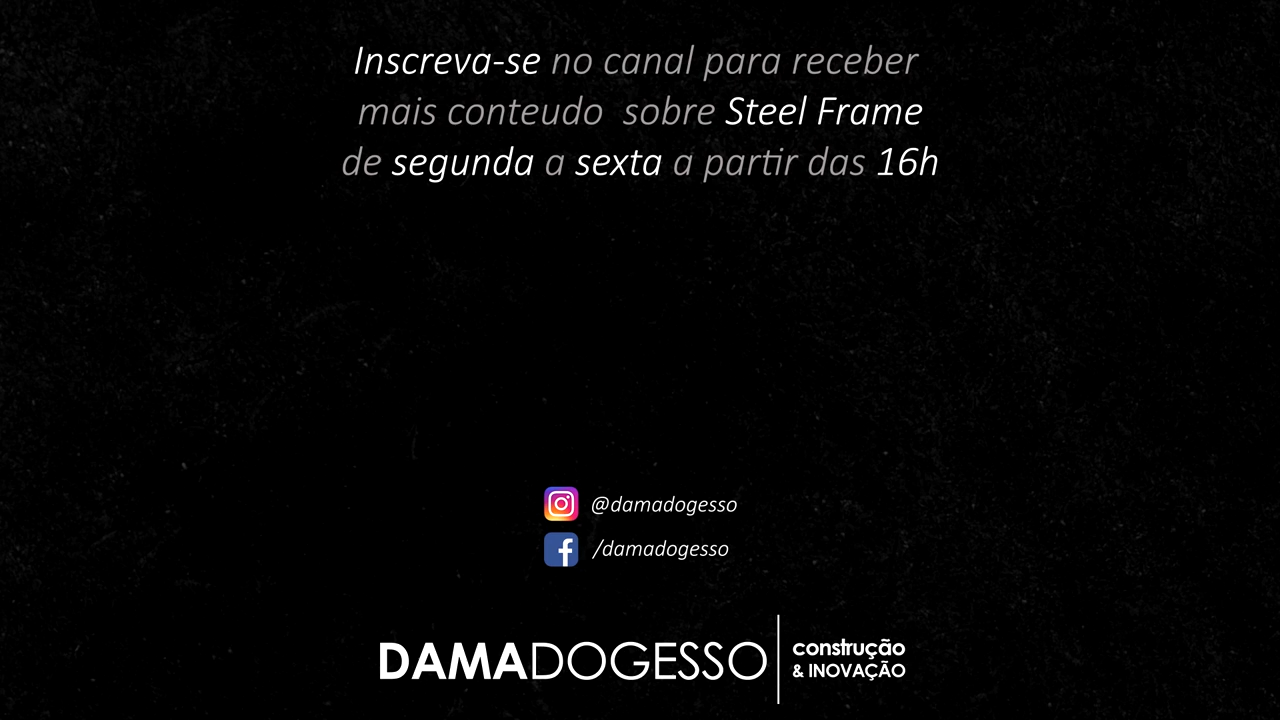 Inscreva-se no canal para receber
mais conteudo sobre Steel Frame
de segunda a sexta a partir das 16h
@damadogesso
/damadogesso
DAMADOGESSO
construção
& INOVAÇÃO